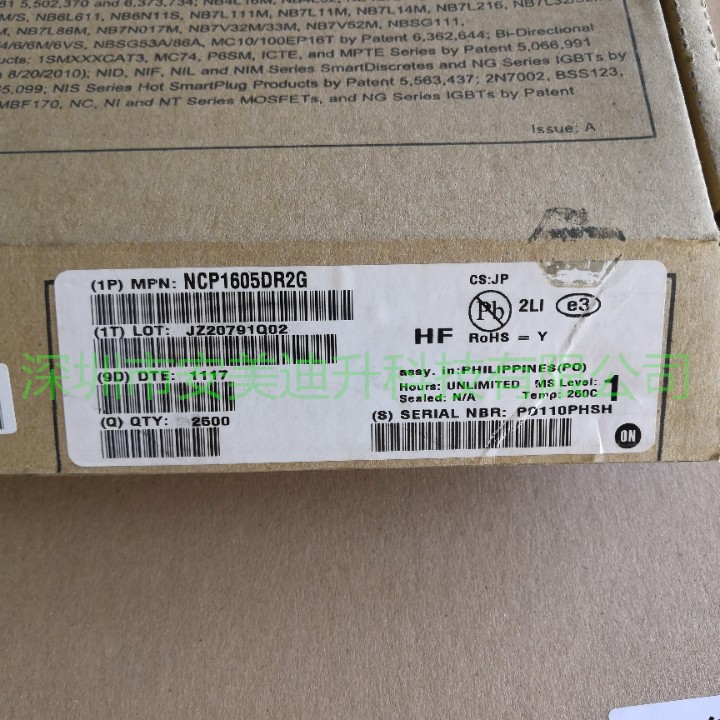 81 5,502,370 and 6,373,734;
M/S, NB6L611, NB6N11S, NB7L111M, NB7L11M, NB7L14M, NB7L216,
M, NB7L86M, NB7N017M, NB7V32M/33M, NB7V52M, NBSG111,
4/6/6M/6VS, NBSG53A/86A, MC10/100EP16T by Patent 6,362,644; Bi-Directional
ducts: 1SMXXXCAT3, MC74, P6SM, ICTE, and MPTE Series by Patent 5,066,991
8/20/2010); NID, NIF, NIL and NIM Series SmartDiscretes and NG Series IGBTs by
5,099; NIS Series Hot SmartPlug Products by Patent 5,563,437; 2N7002, BSS123,
MBF170, NC, NI and NT Series MOSFETs, and NG Series IGBTs by Patent
Issue: A
(1P) MPN: NCP1605DR2G
CS:JP
(1T) LOT: JZ20791Q02
Pb 2LI e3
HF RoHS = Y
深圳市安美迪升科技有限公司
(9D) DTE: 1117
assy. in:PHILIPPINES(PO)
Hours: UNLIMITED MS Level: 1
Sealed: N/A Temp: 260C
(Q) QTY: 2500
(S) SERIAL NBR: PO110PHSH
ON